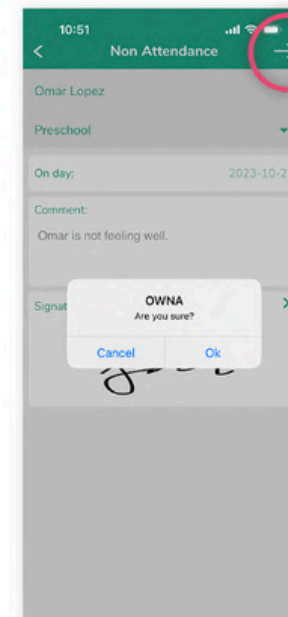 10:51
Non Attendance
Omar Lopez
Preschool
On day: 2023-10-2
Comment:
Omar is not feeling well.
Signat
OWNA
Are you sure?
Cancel Ok